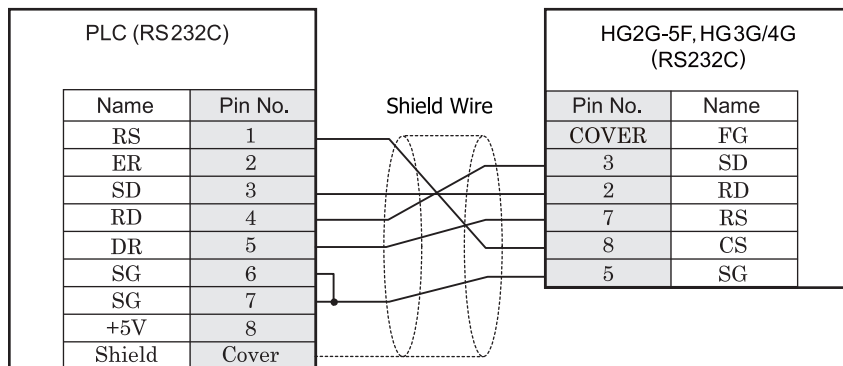 PLC (RS232C)
Name Pin No.
RS 1
ER 2
SD 3
RD 4
DR 5
SG 6
SG 7
+5V 8
Shield Cover
Shield Wire
HG2G-5F, HG3G/4G
(RS232C)
Pin No. Name
COVER FG
3 SD
2 RD
7 RS
8 CS
5 SG